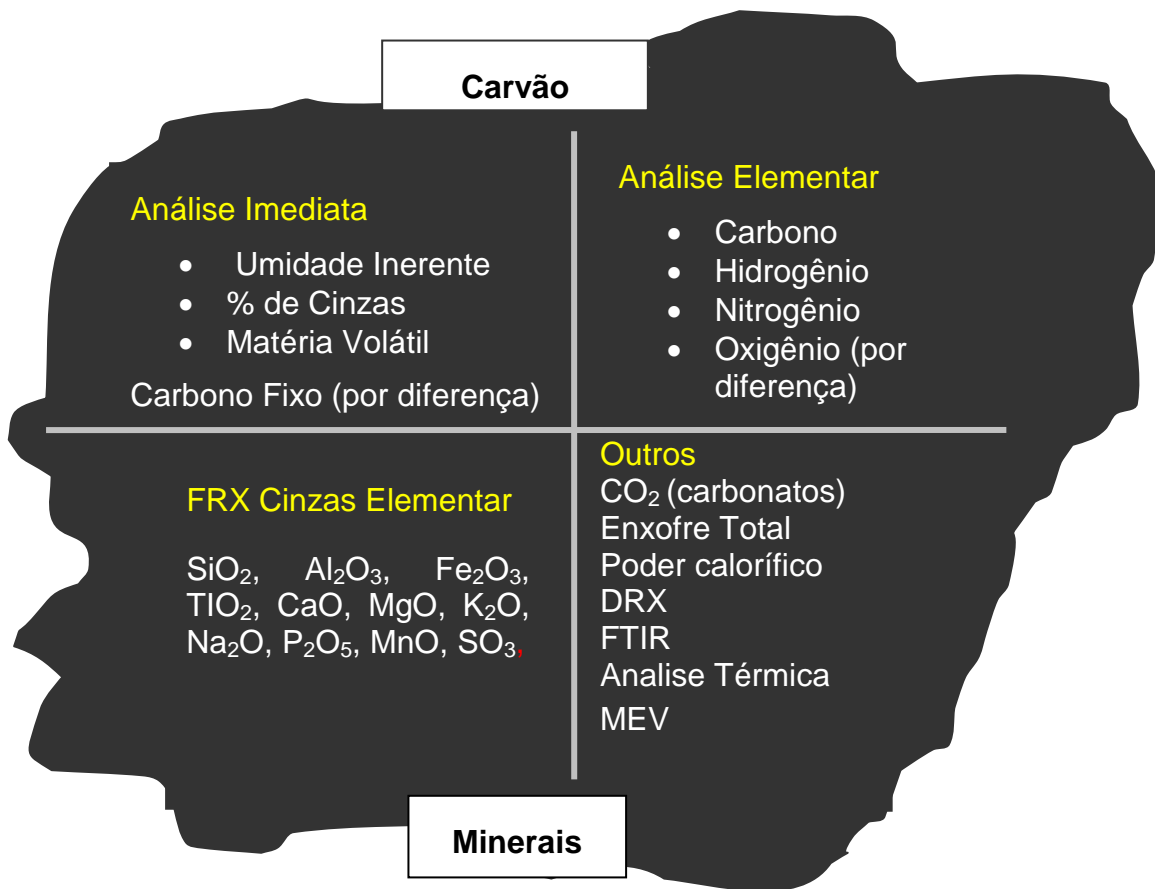 Carvão
Análise Imediata
• Umidade Inerente
• % de Cinzas
• Matéria Volátil
Carbono Fixo (por diferença)
Análise Elementar
• Carbono
• Hidrogênio
• Nitrogênio
• Oxigênio (por
diferença)
FRX Cinzas Elementar
SiO₂, Al₂O₃, Fe₂O₃,
TIO₂, CaO, MgO, K₂O,
Na₂O, P₂O₅, MnO, SO₃,
Outros
CO₂ (carbonatos)
Enxofre Total
Poder calorífico
DRX
FTIR
Analise Térmica
MEV
Minerais